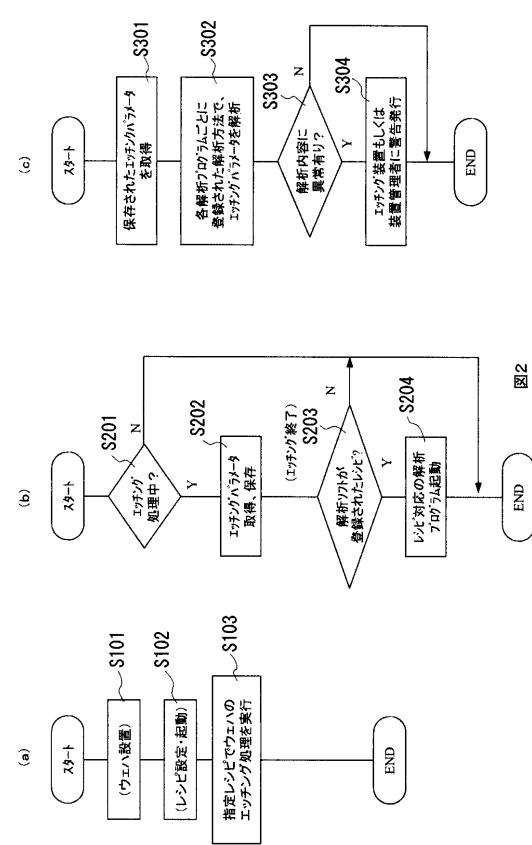 (a)
スタート
(ウェハ設置)
S101
(レシピ設定・起動)
S102
指定レシピでウェハの
エッチング処理を実行
S103
END
(b)
スタート
エッチング
処理中?
S201
N
Y
エッチングパラメータ
取得、保存
S202
(エッチング終了)
S203
解析ソフトが
登録されたレシピ?
N
Y
レシピ対応の解析
プログラム起動
S204
END
(c)
スタート
保存されたエッチングパラメータ
を取得
S301
各解析プログラムごとに
登録された解析方法で、
エッチングパラメータを解析
S302
解析内容に
異常有り?
S303
N
Y
エッチング装置もしくは
装置管理者に警告発行
S304
END
図2